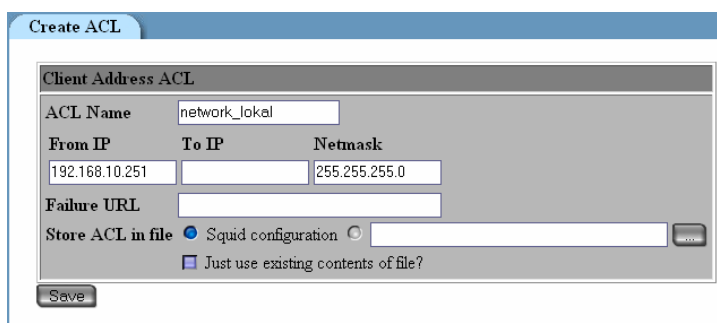 Create ACL
Client Address ACL
ACL Name network_lokal
From IP To IP Netmask
192.168.10.251 255.255.255.0
Failure URL
Store ACL in file Squid configuration ...
Just use existing contents of file?
Save